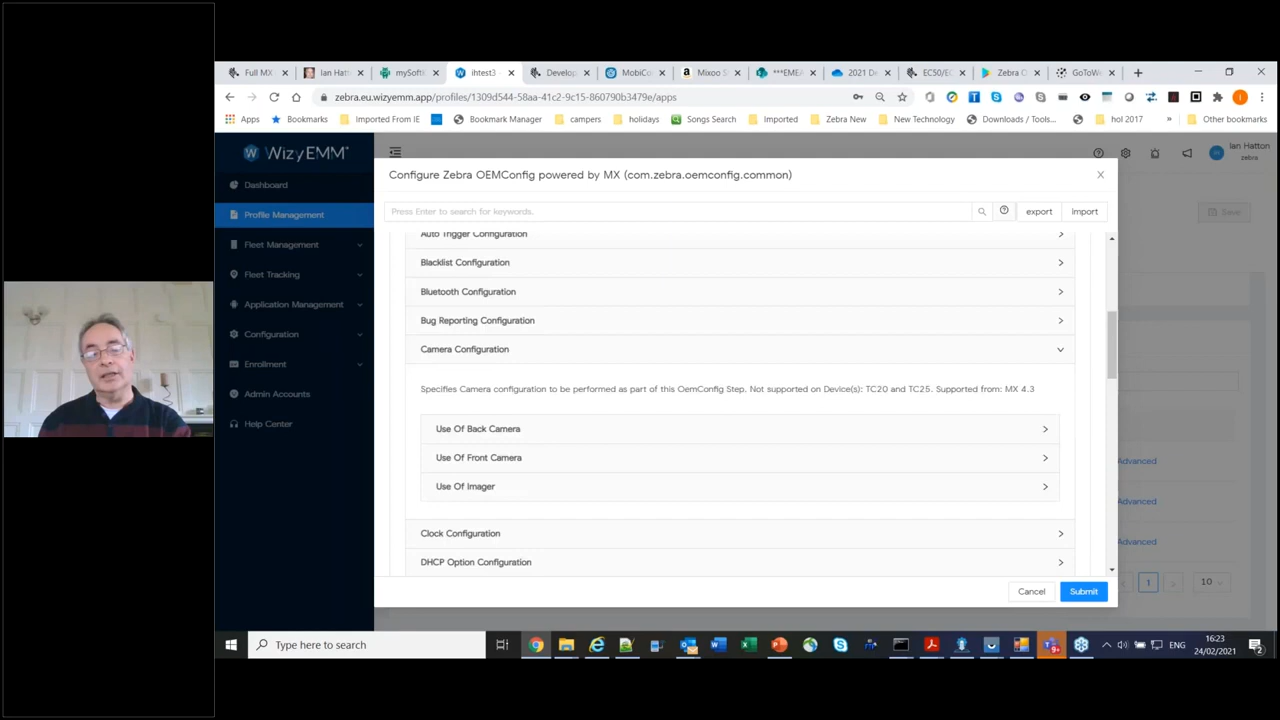 Full MX
Ian Hatt
mySoft
ihtest3
Develop
MobiCo
Mixoo S
***EME
2021 De
EC50/EC
Zebra C
GoToW
zebra.eu.wizyemm.app/profiles/1309d544-58aa-41c2-9c15-860790b3479e/apps
Apps
Bookmarks
Imported From IE
Bookmark Manager
campers
holidays
Songs Search
Imported
Zebra New
New Technology
Downloads / Tools...
hol 2017
»
Other bookmarks
WizyEMM
Ian Hatton
zebra
Dashboard
Profile Management
Fleet Management
Fleet Tracking
Application Management
Configuration
Enrollment
Admin Accounts
Help Center
Save
Configure Zebra OEMConfig powered by MX (com.zebra.oemconfig.common)
Press Enter to search for keywords.
export
Import
Auto Trigger Configuration
Blacklist Configuration
Bluetooth Configuration
Bug Reporting Configuration
Camera Configuration
Specifies Camera configuration to be performed as part of this OemConfig Step. Not supported on Device(s): TC20 and TC25. Supported from: MX 4.3
Use Of Back Camera
Use Of Front Camera
Use Of Imager
Clock Configuration
DHCP Option Configuration
Cancel
Submit
Advanced
Advanced
Advanced
1
10
Type here to search
ENG
16:23
24/02/2021